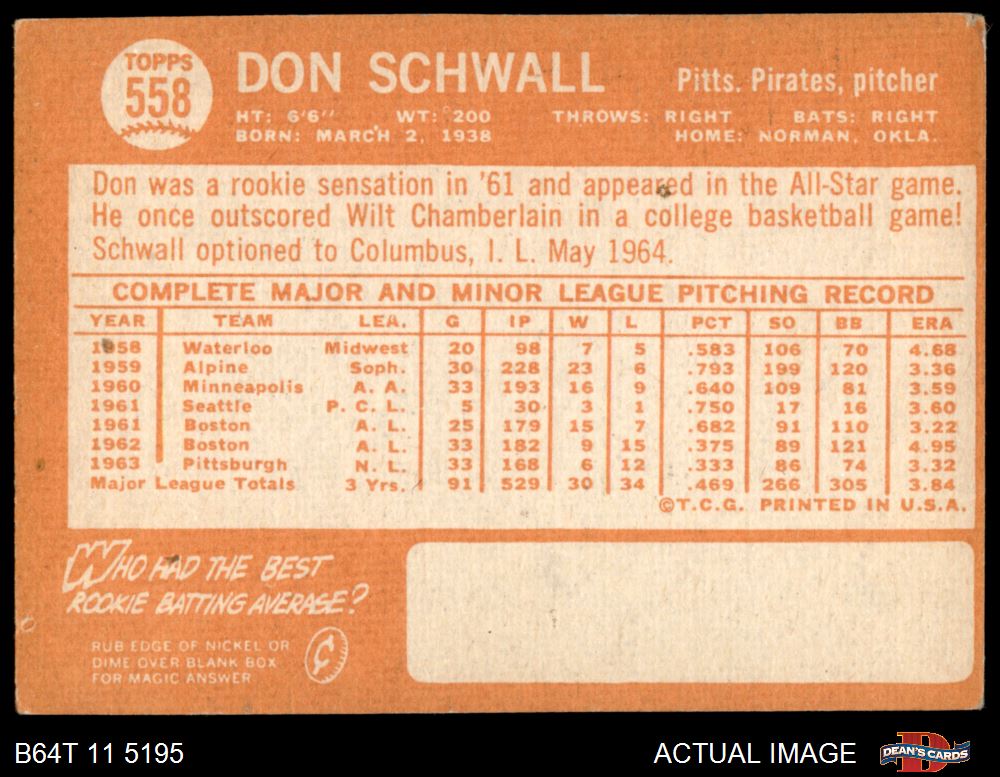 TOPPS
558
DON SCHWALL
Pitts. Pirates, pitcher
HT: 6'6" WT: 200 THROWS: RIGHT BATS: RIGHT
BORN: MARCH 2, 1938 HOME: NORMAN, OKLA.
Don was a rookie sensation in '61 and appeared in the All-Star game.
He once outscored Wilt Chamberlain in a college basketball game!
Schwall optioned to Columbus, I. L. May 1964.
COMPLETE MAJOR AND MINOR LEAGUE PITCHING RECORD
YEAR TEAM LEA. G IP W L PCT SO BB ERA
1958 Waterloo Midwest 20 98 7 5 .583 106 70 4.68
1959 Alpine Soph. 30 228 23 6 .793 199 120 3.36
1960 Minneapolis A. A. 33 193 16 9 .640 109 81 3.59
1961 Seattle P. C. L. 5 30 3 1 .750 17 16 3.60
1961 Boston A. L. 25 179 15 7 .682 91 110 3.22
1962 Boston A. L. 33 182 9 15 .375 89 121 4.95
1963 Pittsburgh N. L. 33 168 6 12 .333 86 74 3.32
Major League Totals 3 Yrs. 91 529 30 34 .469 266 305 3.84
©T.C.G. PRINTED IN U.S.A.
WHO HAD THE BEST
ROOKIE BATTING AVERAGE?
RUB EDGE OF NICKEL OR
DIME OVER BLANK BOX
FOR MAGIC ANSWER
¢
B64T 11 5195
ACTUAL IMAGE
D
DEAN'S CARDS